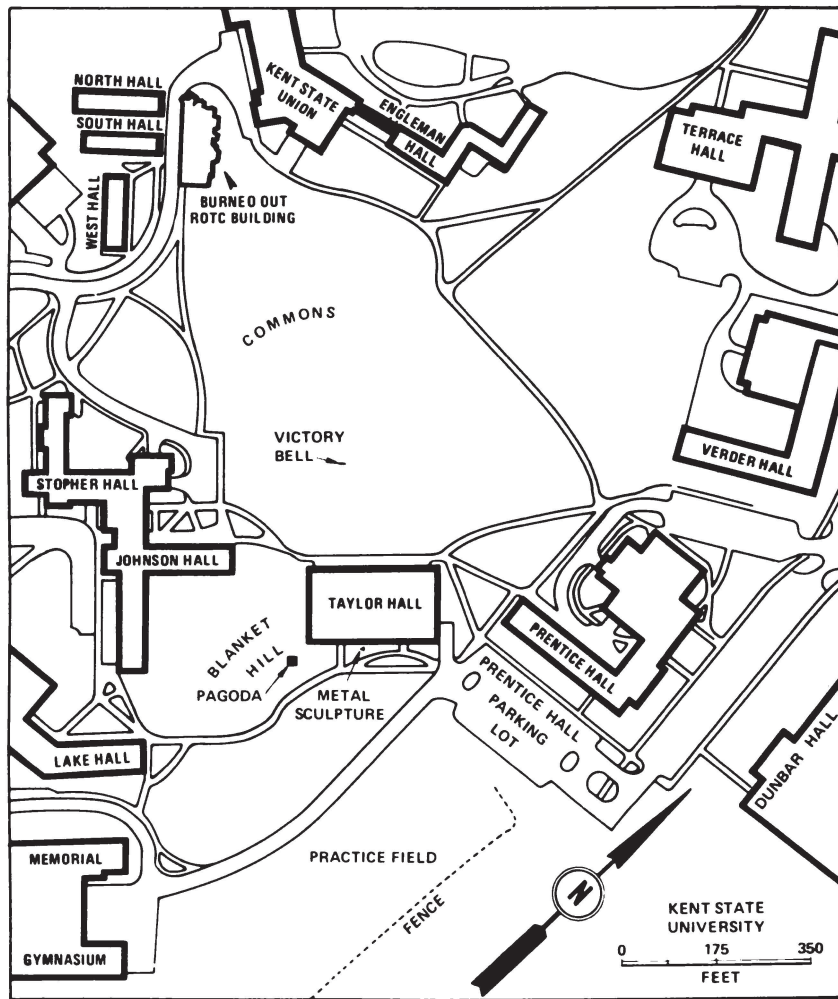 NORTH HALL
SOUTH HALL
WEST HALL
BURNED OUT
ROTC BUILDING
KENT STATE
UNION
ENGLEMAN
HALL
TERRACE
HALL
COMMONS
VICTORY
BELL
VERDER HALL
STOPHER HALL
JOHNSON HALL
TAYLOR HALL
PRENTICE HALL
BLANKET
HILL
PAGODA
METAL
SCULPTURE
PRENTICE HALL
PARKING
LOT
DUNBAR HALL
LAKE HALL
MEMORIAL
GYMNASIUM
PRACTICE FIELD
FENCE
N
KENT STATE
UNIVERSITY
0 175 350
FEET